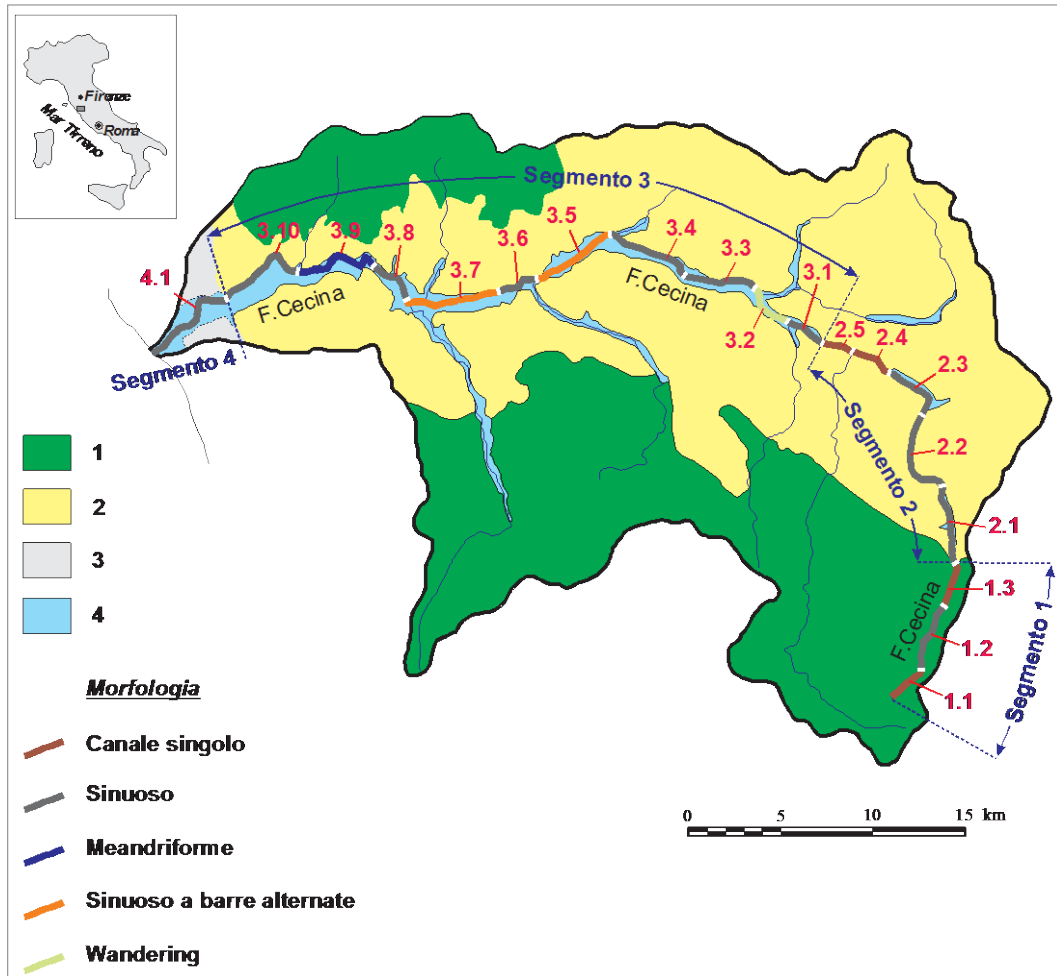 Firenze
Mar Tirreno
Roma
Segmento 3
3.10
3.9
3.8
3.7
3.6
3.5
3.4
3.3
3.2
3.1
4.1
F.Cecina
F.Cecina
Segmento 4
2.5
2.4
2.3
2.2
2.1
Segmento 2
1.3
1.2
1.1
F.Cecina
Segmento 1
1
2
3
4
Morfologia
Canale singolo
Sinuoso
Meandriforme
Sinuoso a barre alternate
Wandering
0 5 10 15 km